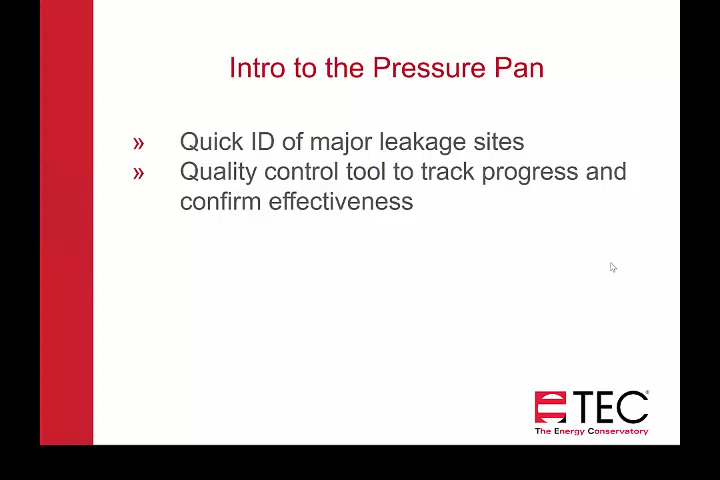 Intro to the Pressure Pan
» Quick ID of major leakage sites
» Quality control tool to track progress and
confirm effectiveness
TEC®
The Energy Conservatory